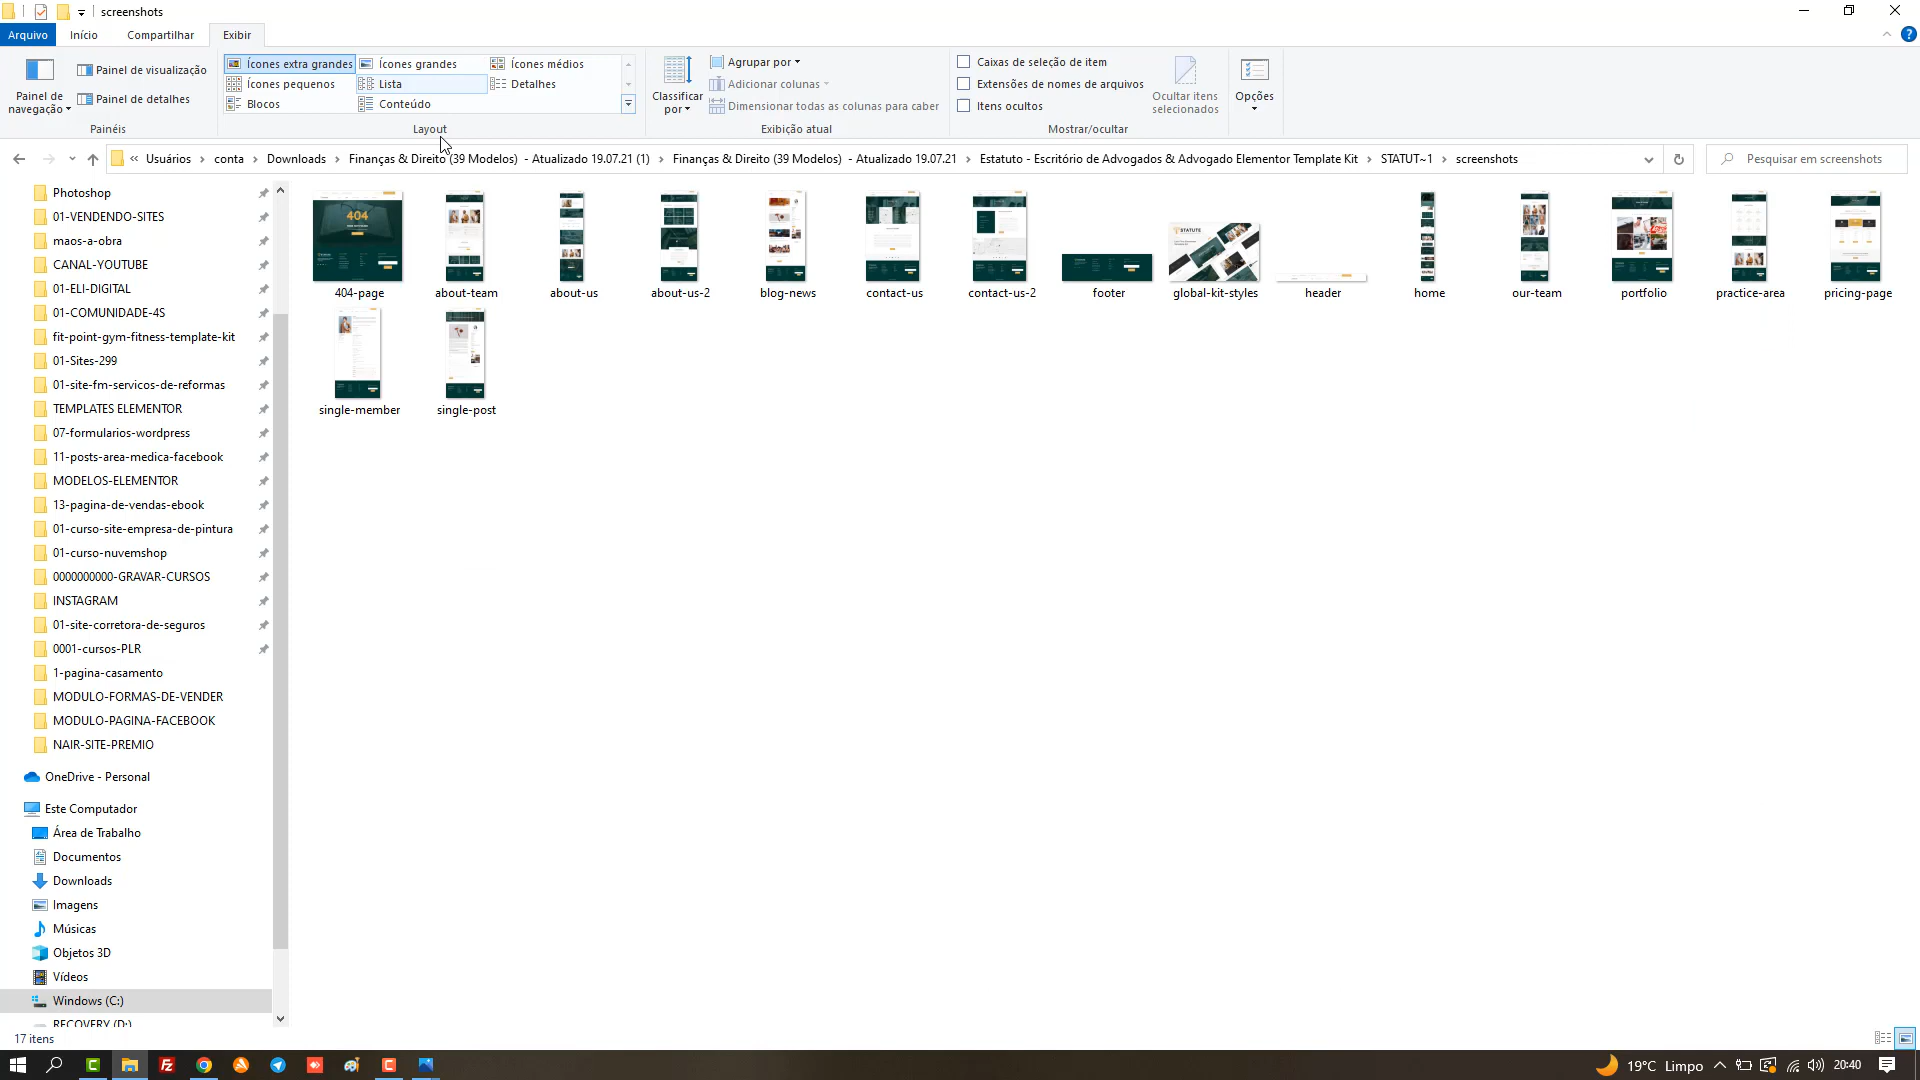 screenshots
Arquivo
Início
Compartilhar
Exibir
Painel de navegação
Painel de visualização
Painel de detalhes
Painéis
Ícones extra grandes
Ícones grandes
Ícones médios
Ícones pequenos
Lista
Detalhes
Blocos
Conteúdo
Layout
Classificar por
Agrupar por
Adicionar colunas
Dimensionar todas as colunas para caber
Exibição atual
Caixas de seleção de item
Extensões de nomes de arquivos
Itens ocultos
Ocultar itens selecionados
Mostrar/ocultar
Opções
« Usuários › conta › Downloads › Finanças & Direito (39 Modelos) - Atualizado 19.07.21 (1) › Finanças & Direito (39 Modelos) - Atualizado 19.07.21 › Estatuto - Escritório de Advogados & Advogado Elementor Template Kit › STATUT~1 › screenshots
Pesquisar em screenshots
Photoshop
01-VENDENDO-SITES
maos-a-obra
CANAL-YOUTUBE
01-ELI-DIGITAL
01-COMUNIDADE-4S
fit-point-gym-fitness-template-kit
01-Sites-299
01-site-fm-servicos-de-reformas
TEMPLATES ELEMENTOR
07-formularios-wordpress
11-posts-area-medica-facebook
MODELOS-ELEMENTOR
13-pagina-de-vendas-ebook
01-curso-site-empresa-de-pintura
01-curso-nuvemshop
0000000000-GRAVAR-CURSOS
INSTAGRAM
01-site-corretora-de-seguros
0001-cursos-PLR
1-pagina-casamento
MODULO-FORMAS-DE-VENDER
MODULO-PAGINA-FACEBOOK
NAIR-SITE-PREMIO
OneDrive - Personal
Este Computador
Área de Trabalho
Documentos
Downloads
Imagens
Músicas
Objetos 3D
Vídeos
Windows (C:)
RECOVERY (D:)
404
STATUTE
404-page
about-team
about-us
about-us-2
blog-news
contact-us
contact-us-2
footer
global-kit-styles
header
home
our-team
portfolio
practice-area
pricing-page
single-member
single-post
17 itens
19°C Limpo
20:40